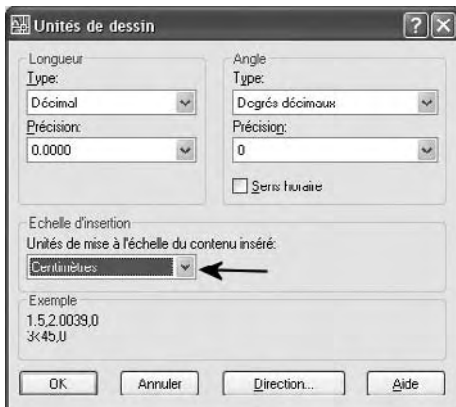 Unités de dessin
Longueur
Type:
Décimal
Précision:
0.0000
Angle
Type:
Degrés décimaux
Précision:
0
Sens horaire
Echelle d'insertion
Unités de mise à l'échelle du contenu inséré:
Centimètres
Exemple
1.5,2.0039,0
3<45,0
OK Annuler Direction... Aide